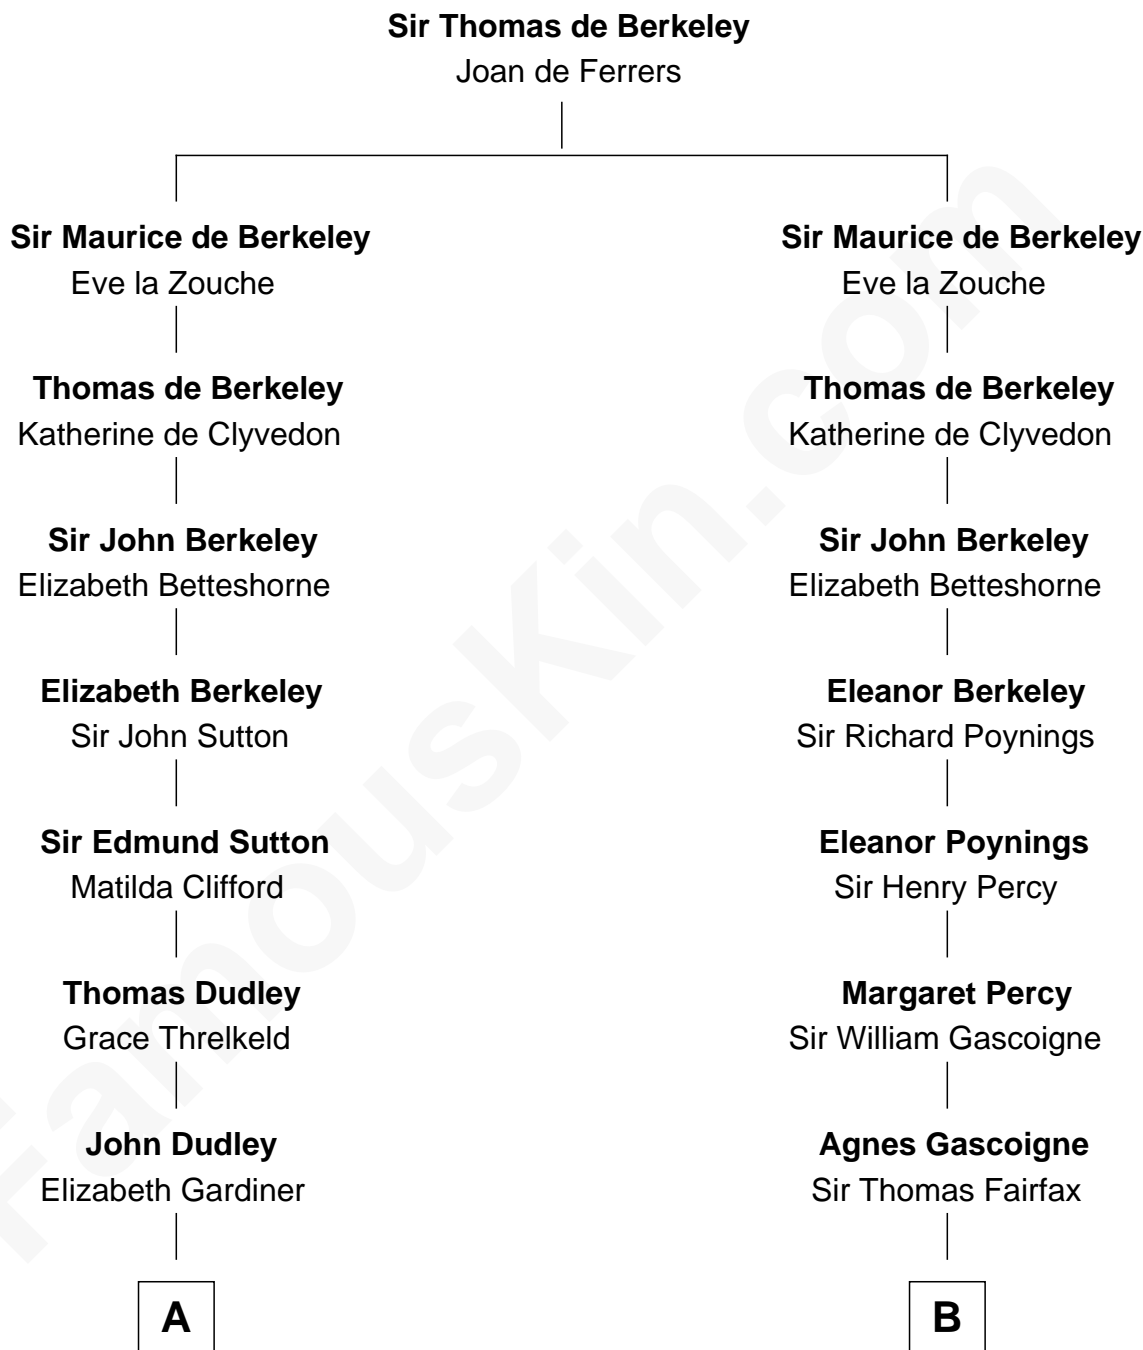 Sir Thomas de Berkeley
Joan de Ferrers
Sir Maurice de Berkeley
Eve la Zouche
Thomas de Berkeley
Katherine de Clyvedon
Sir John Berkeley
Elizabeth Betteshorne
Elizabeth Berkeley
Sir John Sutton
Sir Edmund Sutton
Matilda Clifford
Thomas Dudley
Grace Threlkeld
John Dudley
Elizabeth Gardiner
A
Sir Maurice de Berkeley
Eve la Zouche
Thomas de Berkeley
Katherine de Clyvedon
Sir John Berkeley
Elizabeth Betteshorne
Eleanor Berkeley
Sir Richard Poynings
Eleanor Poynings
Sir Henry Percy
Margaret Percy
Sir William Gascoigne
Agnes Gascoigne
Sir Thomas Fairfax
B
FamousKin.com